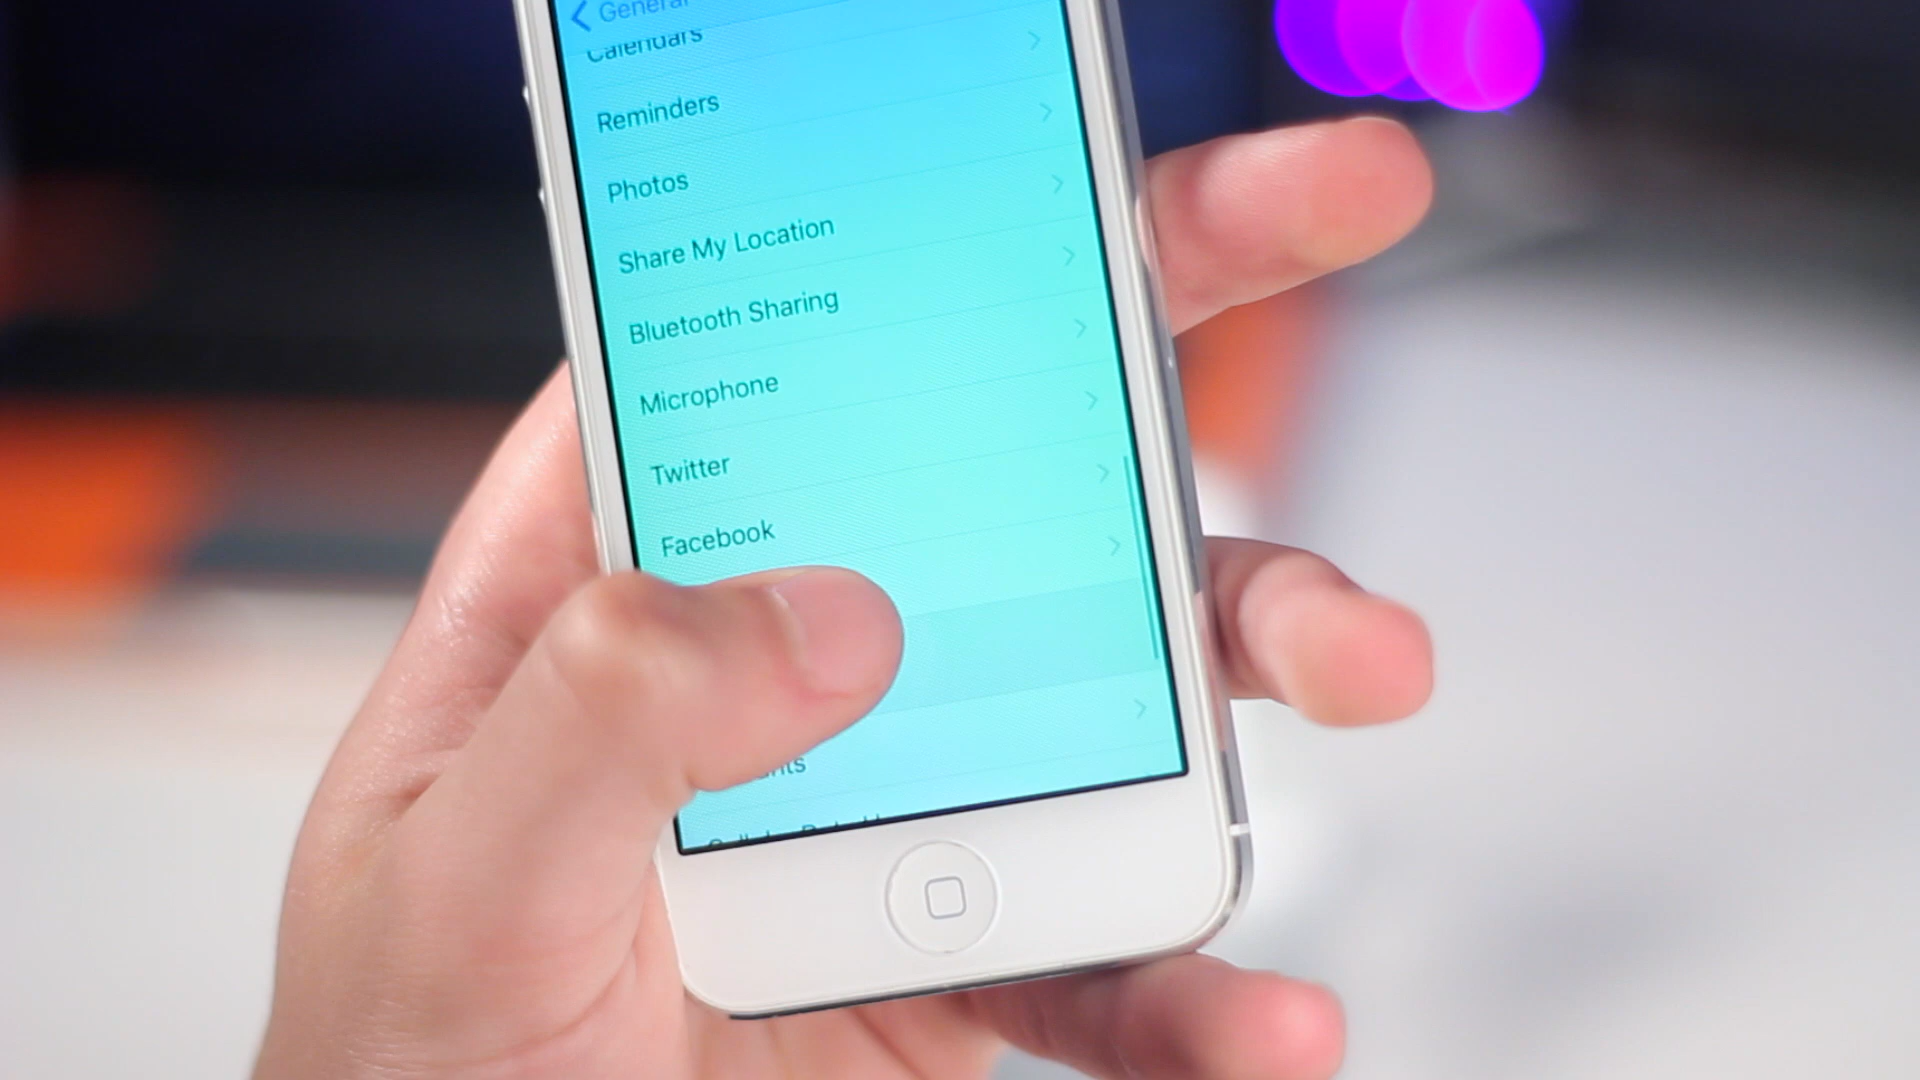 General
Calendars
Reminders
Photos
Share My Location
Bluetooth Sharing
Microphone
Twitter
Facebook